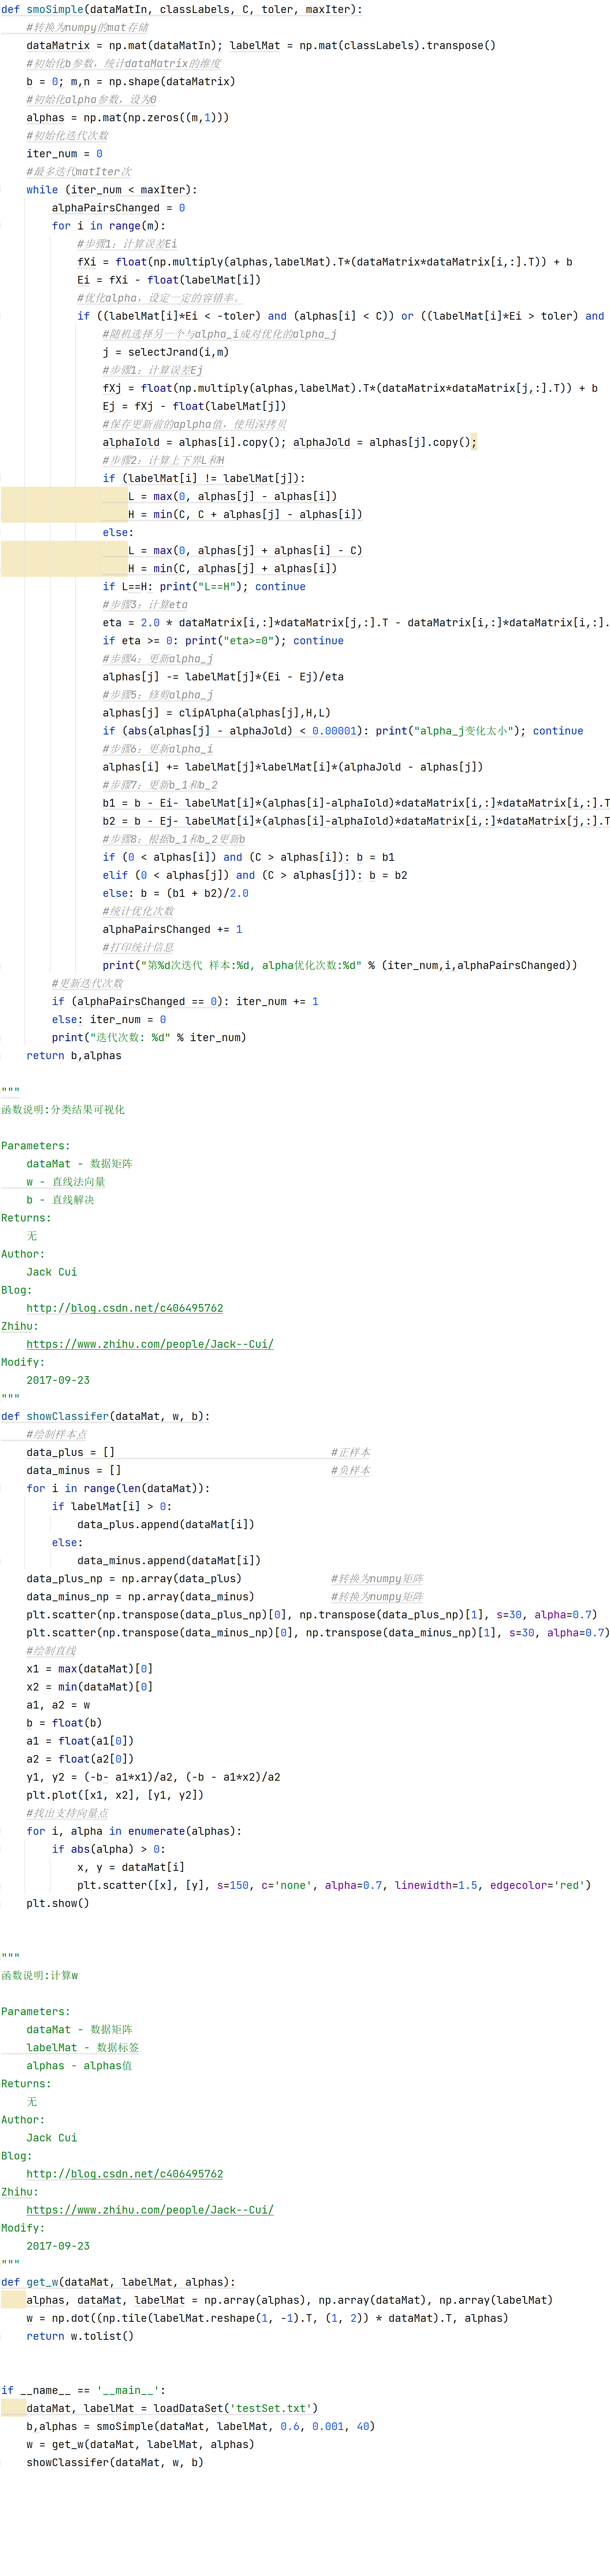 def smoSimple(dataMatIn, classLabels, C, toler, maxIter):
    #转换为numpy的mat存储
    dataMatrix = np.mat(dataMatIn); labelMat = np.mat(classLabels).transpose()
    #初始化b参数，统计dataMatrix的维度
    b = 0; m,n = np.shape(dataMatrix)
    #初始化alpha参数，设为0
    alphas = np.mat(np.zeros((m,1)))
    #初始化迭代次数
    iter_num = 0
    #最多迭代matIter次
    while (iter_num < maxIter):
        alphaPairsChanged = 0
        for i in range(m):
            #步骤1：计算误差Ei
            fXi = float(np.multiply(alphas,labelMat).T*(dataMatrix*dataMatrix[i,:].T)) + b
            Ei = fXi - float(labelMat[i])
            #优化alpha，设定一定的容错率。
            if ((labelMat[i]*Ei < -toler) and (alphas[i] < C)) or ((labelMat[i]*Ei > toler) and
                #随机选择另一个与alpha_i成对优化的alpha_j
                j = selectJrand(i,m)
                #步骤1：计算误差Ej
                fXj = float(np.multiply(alphas,labelMat).T*(dataMatrix*dataMatrix[j,:].T)) + b
                Ej = fXj - float(labelMat[j])
                #保存更新前的aplpha值，使用深拷贝
                alphaIold = alphas[i].copy(); alphaJold = alphas[j].copy();
                #步骤2：计算上下界L和H
                if (labelMat[i] != labelMat[j]):
                    L = max(0, alphas[j] - alphas[i])
                    H = min(C, C + alphas[j] - alphas[i])
                else:
                    L = max(0, alphas[j] + alphas[i] - C)
                    H = min(C, alphas[j] + alphas[i])
                if L==H: print("L==H"); continue
                #步骤3：计算eta
                eta = 2.0 * dataMatrix[i,:]*dataMatrix[j,:].T - dataMatrix[i,:]*dataMatrix[i,:].
                if eta >= 0: print("eta>=0"); continue
                #步骤4：更新alpha_j
                alphas[j] -= labelMat[j]*(Ei - Ej)/eta
                #步骤5：修剪alpha_j
                alphas[j] = clipAlpha(alphas[j],H,L)
                if (abs(alphas[j] - alphaJold) < 0.00001): print("alpha_j变化太小"); continue
                #步骤6：更新alpha_i
                alphas[i] += labelMat[j]*labelMat[i]*(alphaJold - alphas[j])
                #步骤7：更新b_1和b_2
                b1 = b - Ei- labelMat[i]*(alphas[i]-alphaIold)*dataMatrix[i,:]*dataMatrix[i,:].T
                b2 = b - Ej- labelMat[i]*(alphas[i]-alphaIold)*dataMatrix[i,:]*dataMatrix[j,:].T
                #步骤8：根据b_1和b_2更新b
                if (0 < alphas[i]) and (C > alphas[i]): b = b1
                elif (0 < alphas[j]) and (C > alphas[j]): b = b2
                else: b = (b1 + b2)/2.0
                #统计优化次数
                alphaPairsChanged += 1
                #打印统计信息
                print("第%d次迭代 样本:%d, alpha优化次数:%d" % (iter_num,i,alphaPairsChanged))
        #更新迭代次数
        if (alphaPairsChanged == 0): iter_num += 1
        else: iter_num = 0
        print("迭代次数: %d" % iter_num)
    return b,alphas

"""
函数说明:分类结果可视化

Parameters:
    dataMat - 数据矩阵
    w - 直线法向量
    b - 直线解决
Returns:
    无
Author:
    Jack Cui
Blog:
    http://blog.csdn.net/c406495762
Zhihu:
    https://www.zhihu.com/people/Jack--Cui/
Modify:
    2017-09-23
"""
def showClassifer(dataMat, w, b):
    #绘制样本点
    data_plus = []                                  #正样本
    data_minus = []                                 #负样本
    for i in range(len(dataMat)):
        if labelMat[i] > 0:
            data_plus.append(dataMat[i])
        else:
            data_minus.append(dataMat[i])
    data_plus_np = np.array(data_plus)              #转换为numpy矩阵
    data_minus_np = np.array(data_minus)            #转换为numpy矩阵
    plt.scatter(np.transpose(data_plus_np)[0], np.transpose(data_plus_np)[1], s=30, alpha=0.7)
    plt.scatter(np.transpose(data_minus_np)[0], np.transpose(data_minus_np)[1], s=30, alpha=0.7)
    #绘制直线
    x1 = max(dataMat)[0]
    x2 = min(dataMat)[0]
    a1, a2 = w
    b = float(b)
    a1 = float(a1[0])
    a2 = float(a2[0])
    y1, y2 = (-b- a1*x1)/a2, (-b - a1*x2)/a2
    plt.plot([x1, x2], [y1, y2])
    #找出支持向量点
    for i, alpha in enumerate(alphas):
        if abs(alpha) > 0:
            x, y = dataMat[i]
            plt.scatter([x], [y], s=150, c='none', alpha=0.7, linewidth=1.5, edgecolor='red')
    plt.show()


"""
函数说明:计算w

Parameters:
    dataMat - 数据矩阵
    labelMat - 数据标签
    alphas - alphas值
Returns:
    无
Author:
    Jack Cui
Blog:
    http://blog.csdn.net/c406495762
Zhihu:
    https://www.zhihu.com/people/Jack--Cui/
Modify:
    2017-09-23
"""
def get_w(dataMat, labelMat, alphas):
    alphas, dataMat, labelMat = np.array(alphas), np.array(dataMat), np.array(labelMat)
    w = np.dot((np.tile(labelMat.reshape(1, -1).T, (1, 2)) * dataMat).T, alphas)
    return w.tolist()


if __name__ == '__main__':
    dataMat, labelMat = loadDataSet('testSet.txt')
    b,alphas = smoSimple(dataMat, labelMat, 0.6, 0.001, 40)
    w = get_w(dataMat, labelMat, alphas)
    showClassifer(dataMat, w, b)